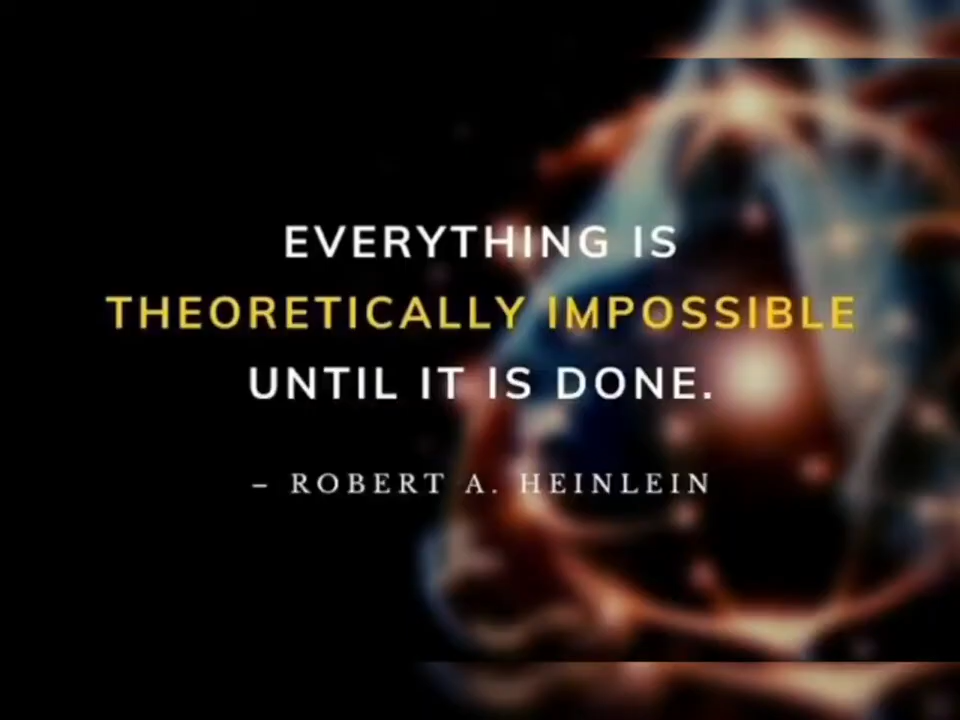 EVERYTHING IS
THEORETICALLY IMPOSSIBLE
UNTIL IT IS DONE.
– ROBERT A. HEINLEIN